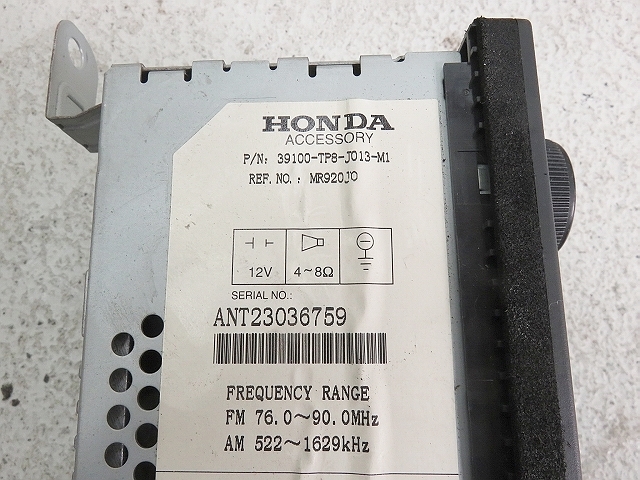 HONDA
ACCESSORY
P/N: 39100-TP8-J013-M1
REF.NO.: MR920J0
12V 4~8Ω
SERIAL NO.:
ANT23036759
FREQUENCY RANGE
FM 76.0~90.0MHz
AM 522~1629kHz